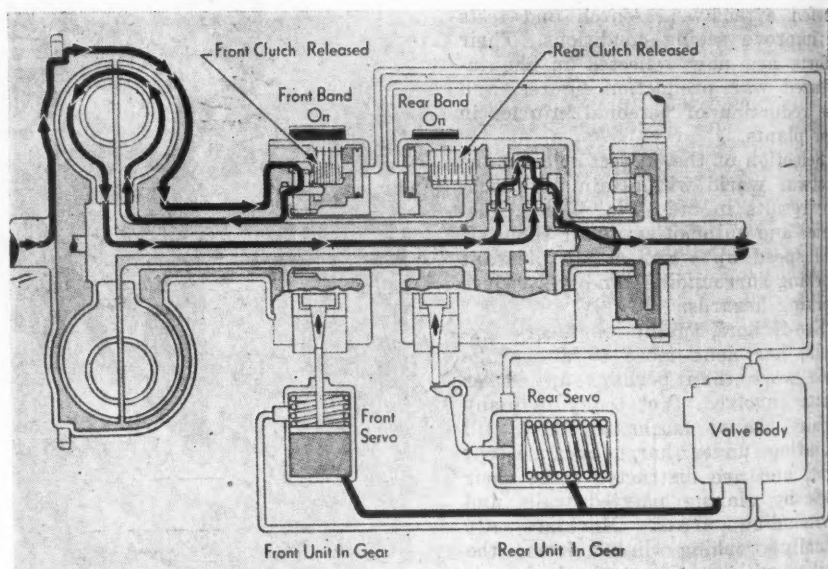 Front Clutch Released
Rear Clutch Released
Front Band
On
Rear Band
On
Front
Servo
Rear Servo
Valve Body
Front Unit In Gear
Rear Unit In Gear